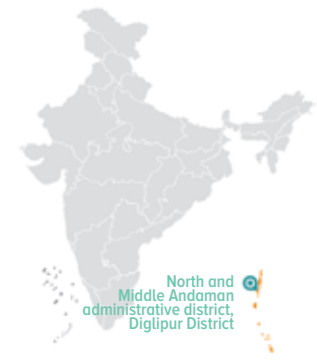 North and
Middle Andaman
administrative district,
Diglipur District